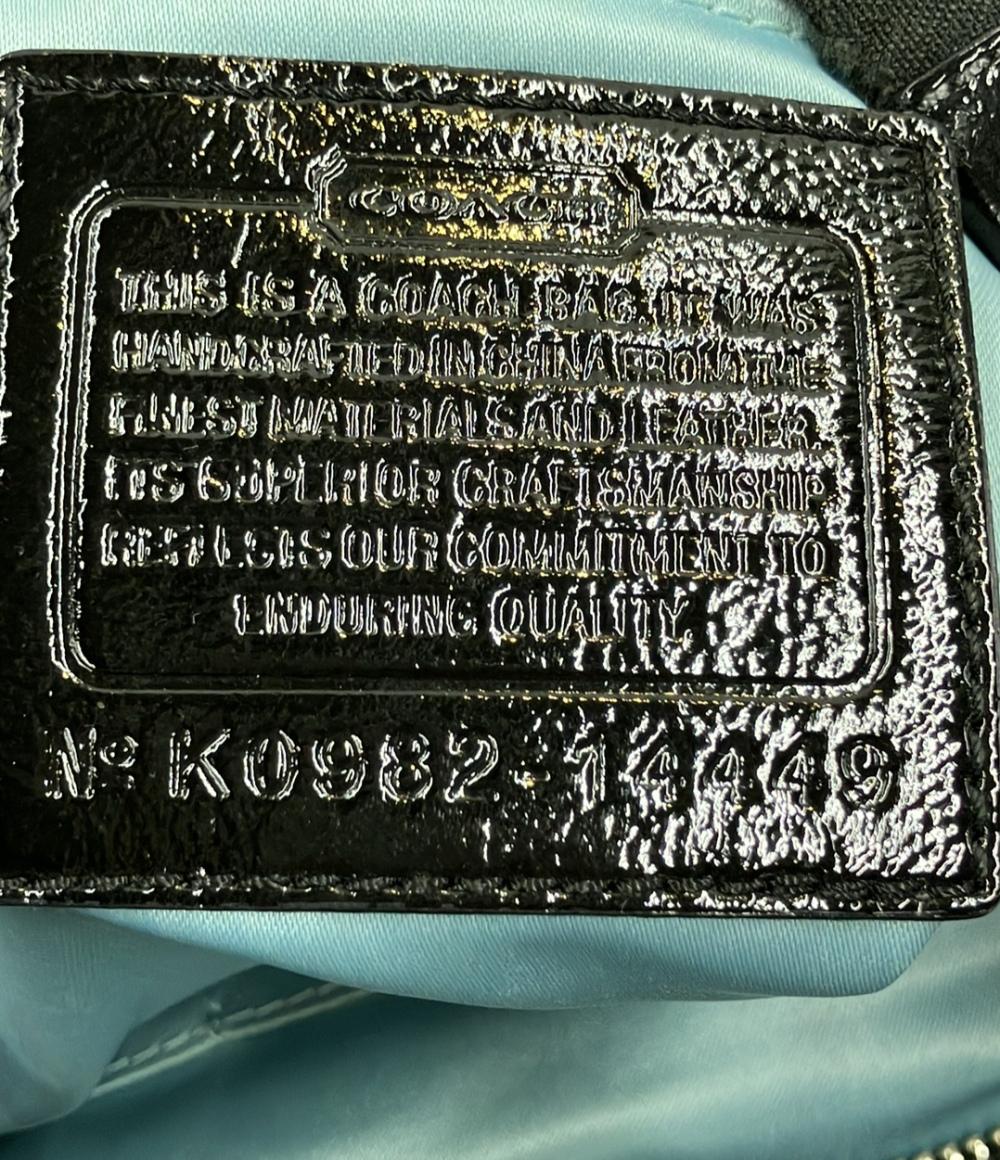 COACH
THIS IS A COACH BAG. IT WAS
HANDCRAFTED IN CHINA FROM THE
FINEST MATERIALS AND LEATHER.
ITS SUPERIOR CRAFTSMANSHIP
REFLECTS OUR COMMITMENT TO
ENDURING QUALITY.
Nº K0982-14449